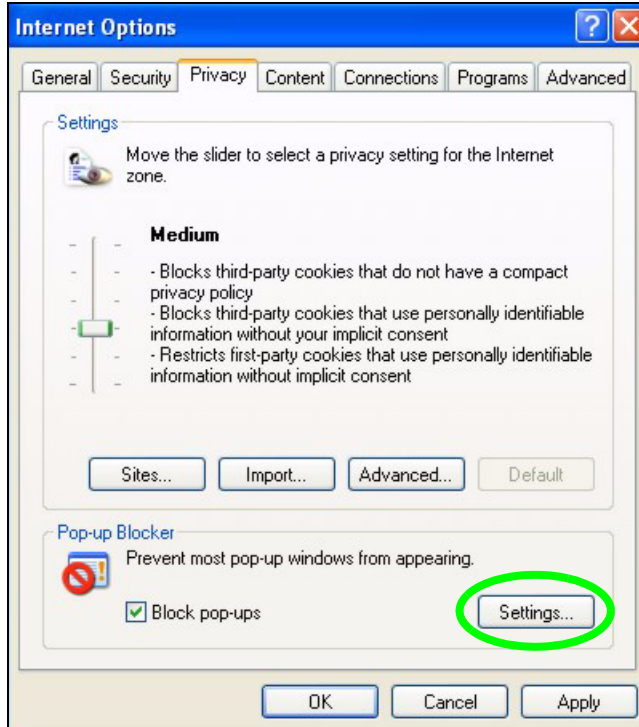 Internet Options
General Security Privacy Content Connections Programs Advanced
Settings
Move the slider to select a privacy setting for the Internet
zone.
Medium
- Blocks third-party cookies that do not have a compact
privacy policy
- Blocks third-party cookies that use personally identifiable
information without your implicit consent
- Restricts first-party cookies that use personally identifiable
information without implicit consent
Sites... Import... Advanced... Default
Pop-up Blocker
Prevent most pop-up windows from appearing.
Block pop-ups Settings...
OK Cancel Apply